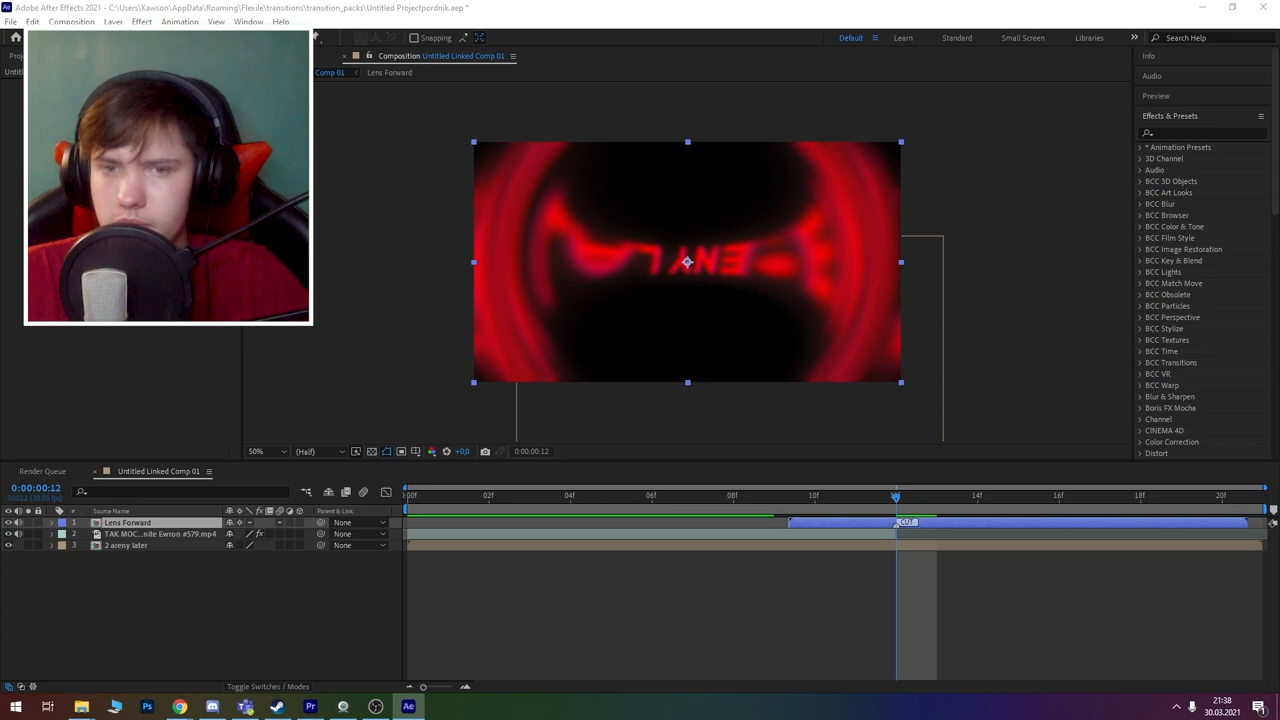 Adobe After Effects 2021 - C:\Users\Kawson\AppData\Roaming\Flexile\transitions\transition_packs\Untitled Projectpordnik.aep *
File Edit Composition Layer Effect Animation View Window Help
Snapping
Default Learn Standard Small Screen Libraries Search Help
Composition Untitled Linked Comp 01
Comp 01 Lens Forward
Info
Audio
Preview
Effects & Presets
* Animation Presets
3D Channel
Audio
BCC 3D Objects
BCC Art Looks
BCC Blur
BCC Browser
BCC Color & Tone
BCC Film Style
BCC Image Restoration
BCC Key & Blend
BCC Lights
BCC Match Move
BCC Obsolete
BCC Particles
BCC Perspective
BCC Stylize
BCC Textures
BCC Time
BCC Transitions
BCC VR
BCC Warp
Blur & Sharpen
Boris FX Mocha
Channel
CINEMA 4D
Color Correction
Distort
50% (Half) +0,0 0:00:00:12
Render Queue Untitled Linked Comp 01
0:00:00:12
02f 04f 06f 08f 10f 14f 16f 18f 20f
# Source Name Parent & Link
1 Lens Forward None CUT
2 TAK MOC...nite Ewron #579.mp4 fx None
3 2 areny later None
Toggle Switches / Modes
21:38
30.03.2021